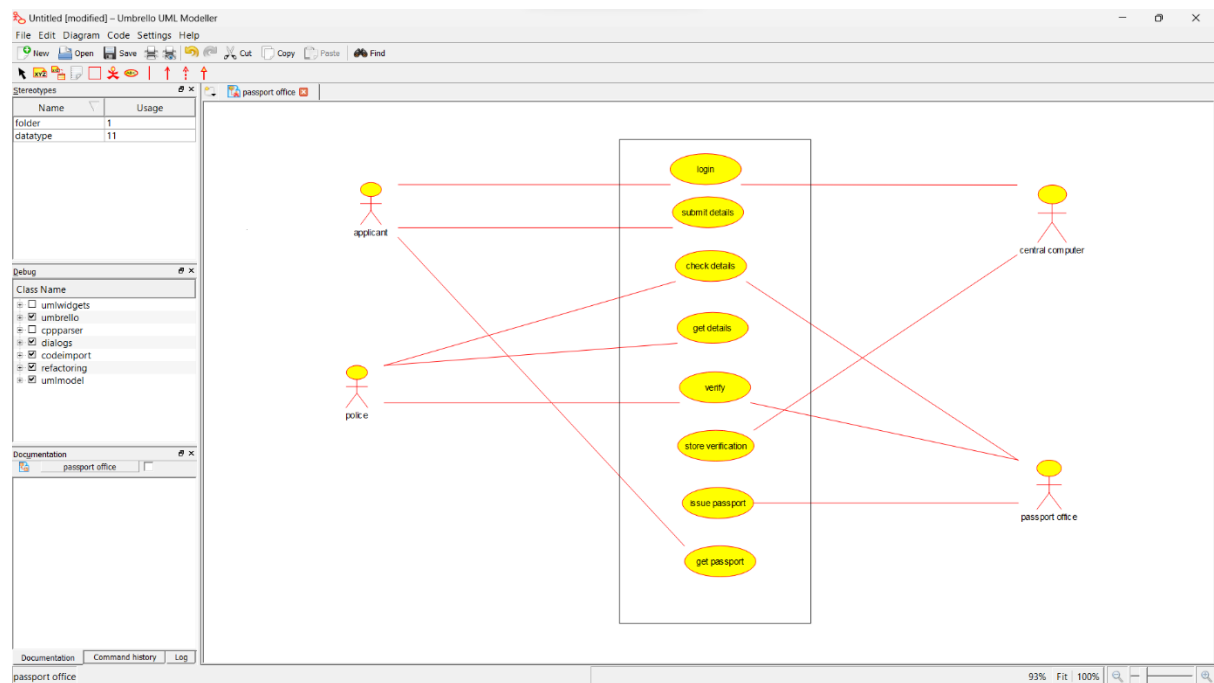 Untitled [modified] – Umbrello UML Modeller
File Edit Diagram Code Settings Help
New Open Save Cut Copy Paste Find
XYZ
Stereotypes
passport office
Name Usage
folder 1
datatype 11
Debug
Class Name
umlwidgets
umbrello
cppparser
dialogs
codeimport
refactoring
umlmodel
Documentation
passport office
Documentation Command history Log
login
submit details
check details
get details
verify
store verification
issue passport
get passport
applicant
police
central computer
passport office
passport office
93% Fit 100%